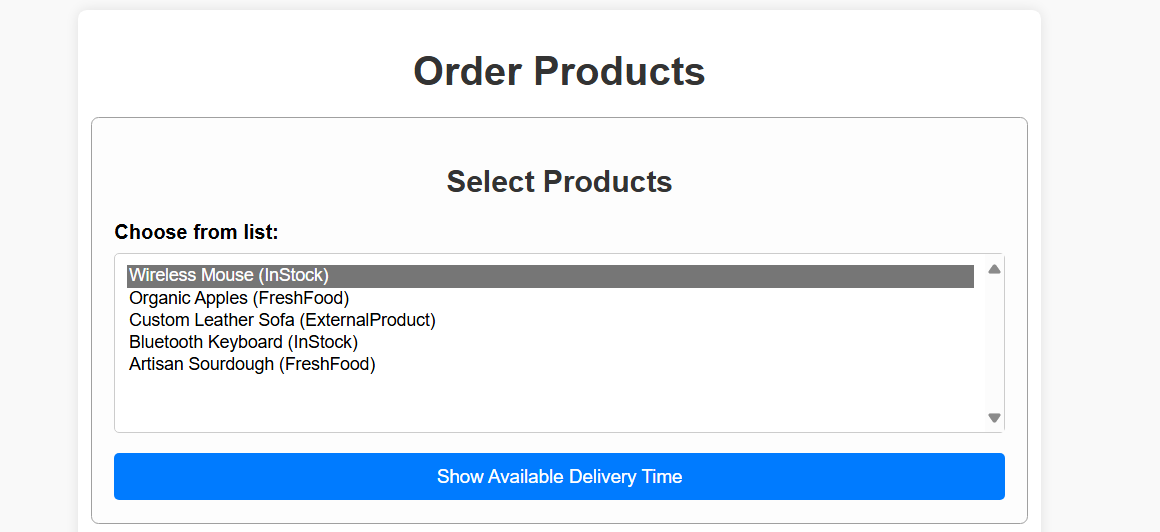 Order Products
Select Products
Choose from list:
Wireless Mouse (InStock)
Organic Apples (FreshFood)
Custom Leather Sofa (ExternalProduct)
Bluetooth Keyboard (InStock)
Artisan Sourdough (FreshFood)
Show Available Delivery Time